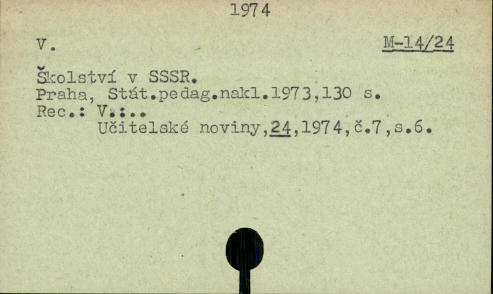 1974
V. M-14/24
Školství v SSSR.
Praha, Stát.pedag.nakl.1973,130 s.
Rec.: V.:..
Učitelské noviny,24,1974,č.7,s.6.